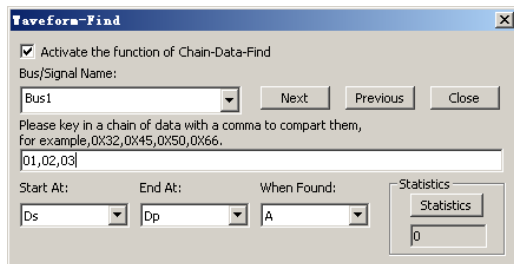 Waveform-Find
Activate the function of Chain-Data-Find
Bus/Signal Name:
Bus1 Next Previous Close
Please key in a chain of data with a comma to compart them,
for example,0X32,0X45,0X50,0X66.
01,02,03
Start At: End At: When Found: Statistics
Ds Dp A Statistics
0